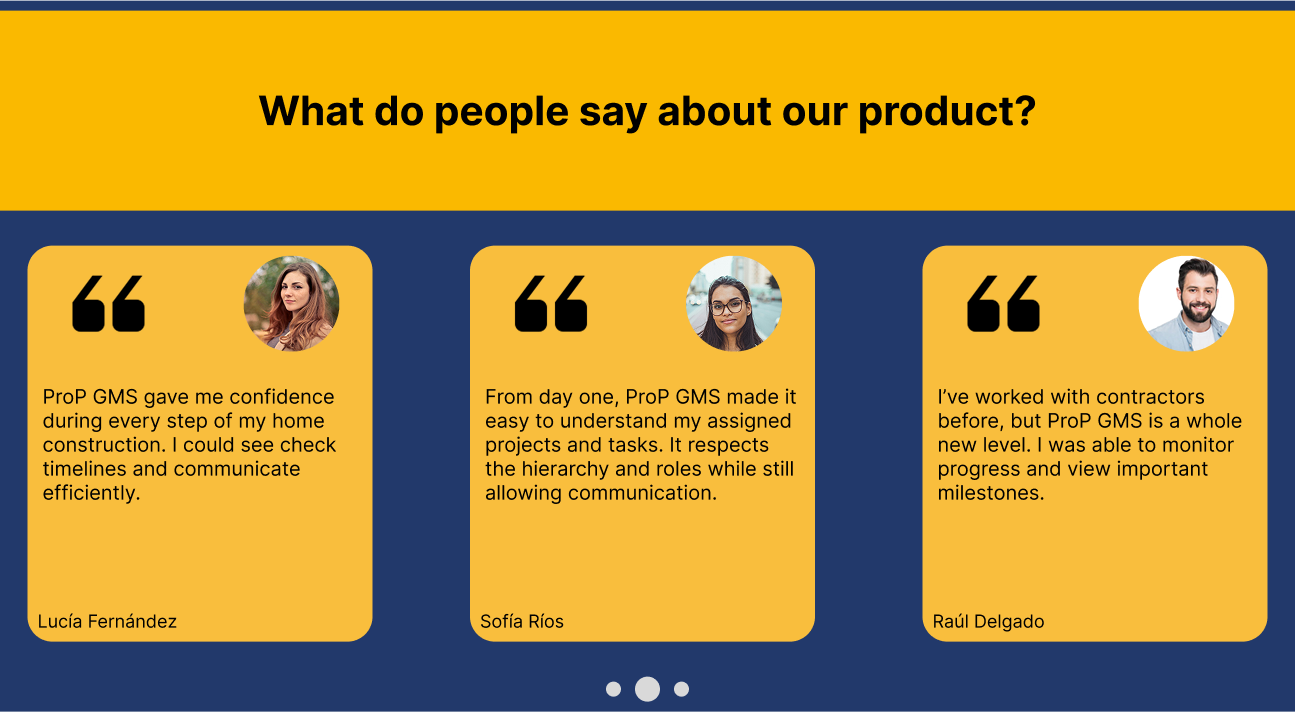 What do people say about our product?
ProP GMS gave me confidence
during every step of my home
construction. I could see check
timelines and communicate
efficiently.
Lucía Fernández
From day one, ProP GMS made it
easy to understand my assigned
projects and tasks. It respects
the hierarchy and roles while still
allowing communication.
Sofía Ríos
I’ve worked with contractors
before, but ProP GMS is a whole
new level. I was able to monitor
progress and view important
milestones.
Raúl Delgado